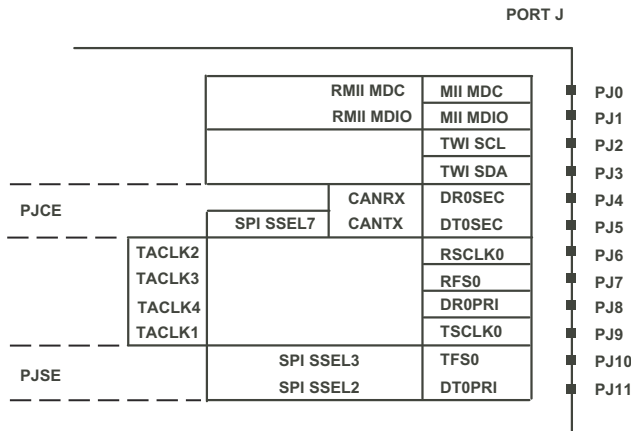 PORT J
RMII MDC MII MDC PJ0
RMII MDIO MII MDIO PJ1
TWI SCL PJ2
TWI SDA PJ3
CANRX DR0SEC PJ4
PJCE SPI SSEL7 CANTX DT0SEC PJ5
TACLK2 RSCLK0 PJ6
TACLK3 RFS0 PJ7
TACLK4 DR0PRI PJ8
TACLK1 TSCLK0 PJ9
SPI SSEL3 TFS0 PJ10
PJSE SPI SSEL2 DT0PRI PJ11